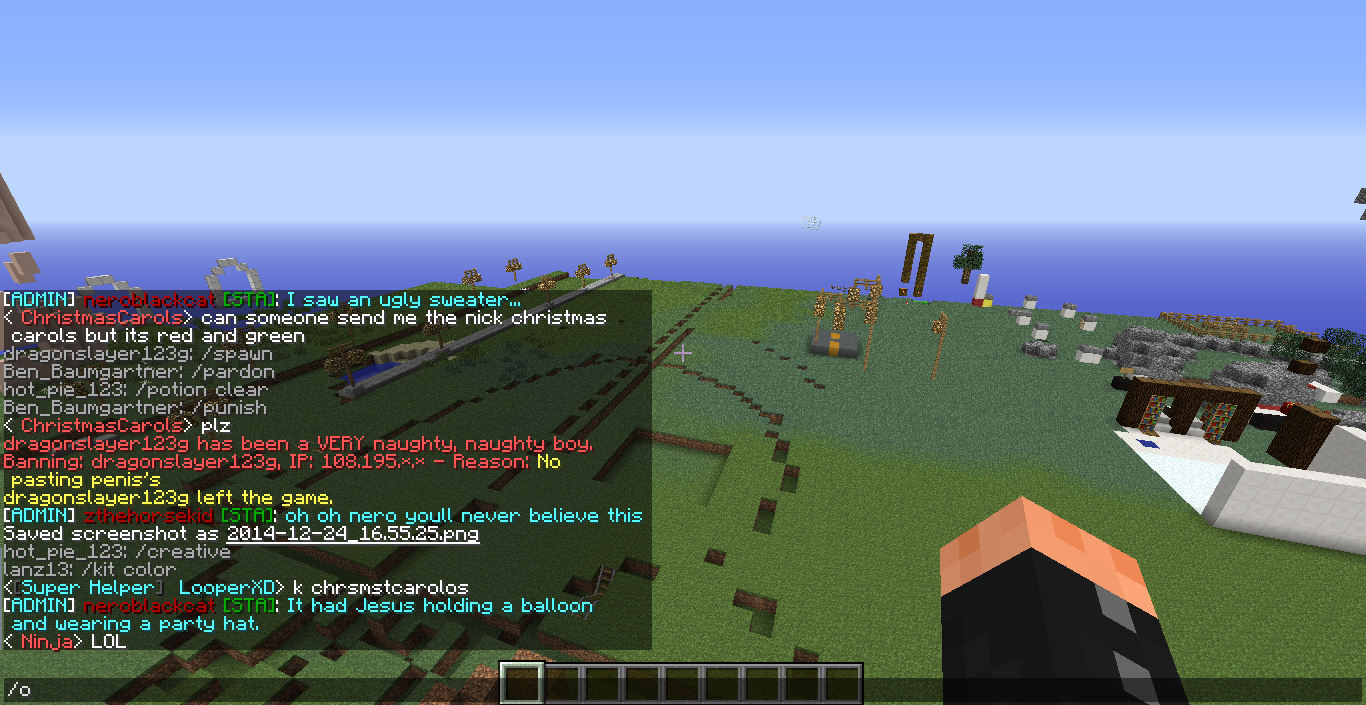 [ADMIN] neroblackcat [STA]: I saw an ugly sweater...
< ChristmasCarols> can someone send me the nick christmas
carols but its red and green
dragonslayer123g: /spawn
Ben_Baumgartner: /pardon
hot_pie_123: /potion clear
Ben_Baumgartner: /punish
< ChristmasCarols> plz
dragonslayer123g has been a VERY naughty, naughty boy.
Banning: dragonslayer123g, IP: 108.195.x.x - Reason: No
pasting penis's
dragonslayer123g left the game.
[ADMIN] zthehorsekid [STA]: oh oh nero youll never believe this
Saved screenshot as 2014-12-24_16.55.25.png
hot_pie_123: /creative
lanz13: /kit color
<[Super Helper] LooperXD> k chrsmstcarolos
[ADMIN] neroblackcat [STA]: It had Jesus holding a balloon
and wearing a party hat.
< Ninja> LOL
/o